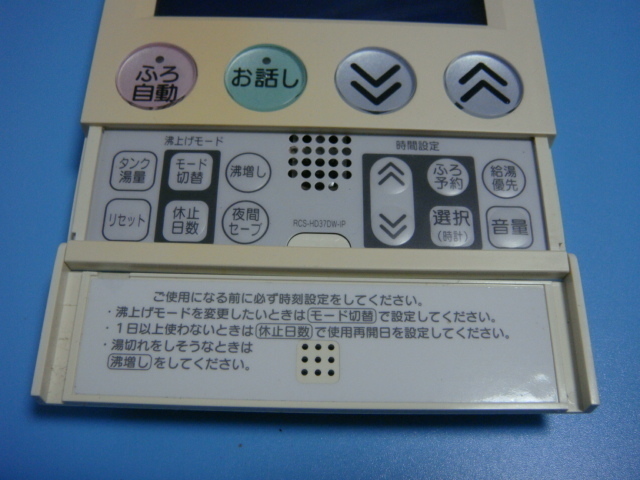 ふろ
自動
お話し
沸上げモード
時間設定
タンク
湯量
モード
切替
沸増し
ふろ
予約
給湯
優先
リセット
休止
日数
夜間
セーブ
RCS-HD37DW-IP
選択
(時計)
音量
ご使用になる前に必ず時刻設定をしてください。
・沸上げモードを変更したいときはモード切替で設定してください。
・1日以上使わないときは休止日数で使用再開日を設定してください。
・湯切れをしそうなときは
沸増しをしてください。